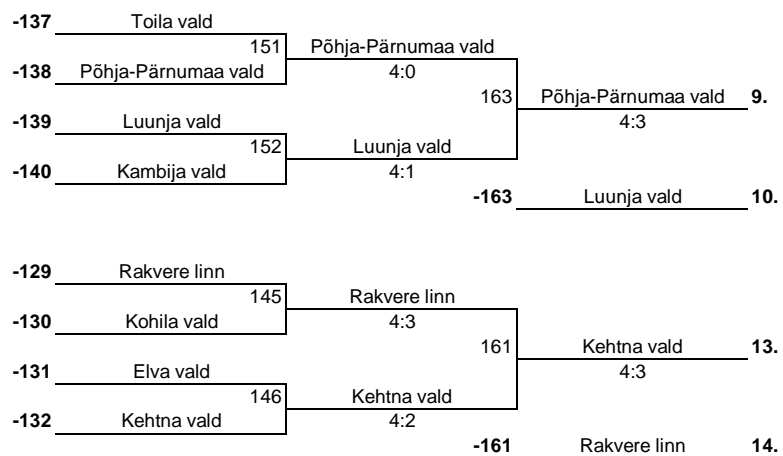 -137 Toila vald
151 Põhja-Pärnumaa vald
-138 Põhja-Pärnumaa vald 4:0
163 Põhja-Pärnumaa vald 9.
-139 Luunja vald 4:3
152 Luunja vald
-140 Kambija vald 4:1
-163 Luunja vald 10.
-129 Rakvere linn
145 Rakvere linn
-130 Kohila vald 4:3
161 Kehtna vald 13.
-131 Elva vald 4:3
146 Kehtna vald
-132 Kehtna vald 4:2
-161 Rakvere linn 14.